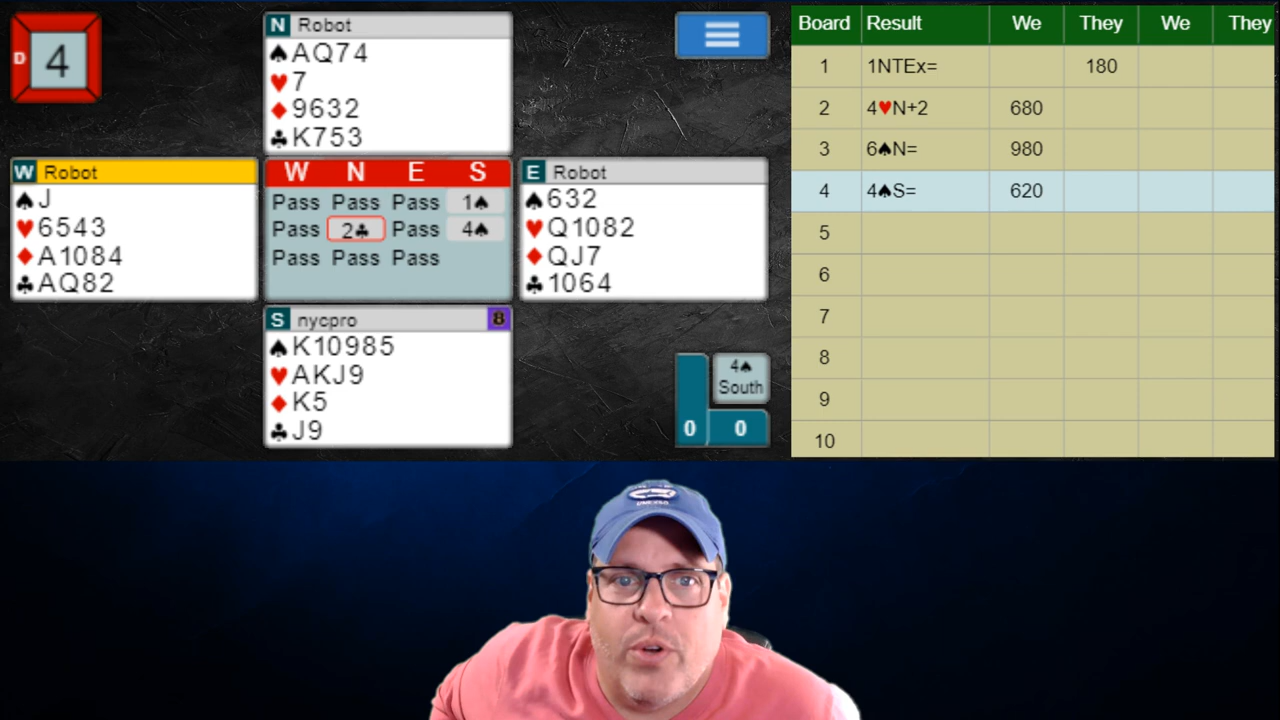 D 4
N Robot
♠AQ74
♥7
♦9632
♣K753
W Robot
♠J
♥6543
♦A1084
♣AQ82
W N E S
Pass Pass Pass 1♠
Pass 2♣ Pass 4♠
Pass Pass Pass
E Robot
♠632
♥Q1082
♦QJ7
♣1064
S nycpro 8
♠K10985
♥AKJ9
♦K5
♣J9
4♠
South
0 0
Board Result We They We They
1 1NTEx= 180
2 4♥N+2 680
3 6♠N= 980
4 4♠S= 620
5
6
7
8
9
10